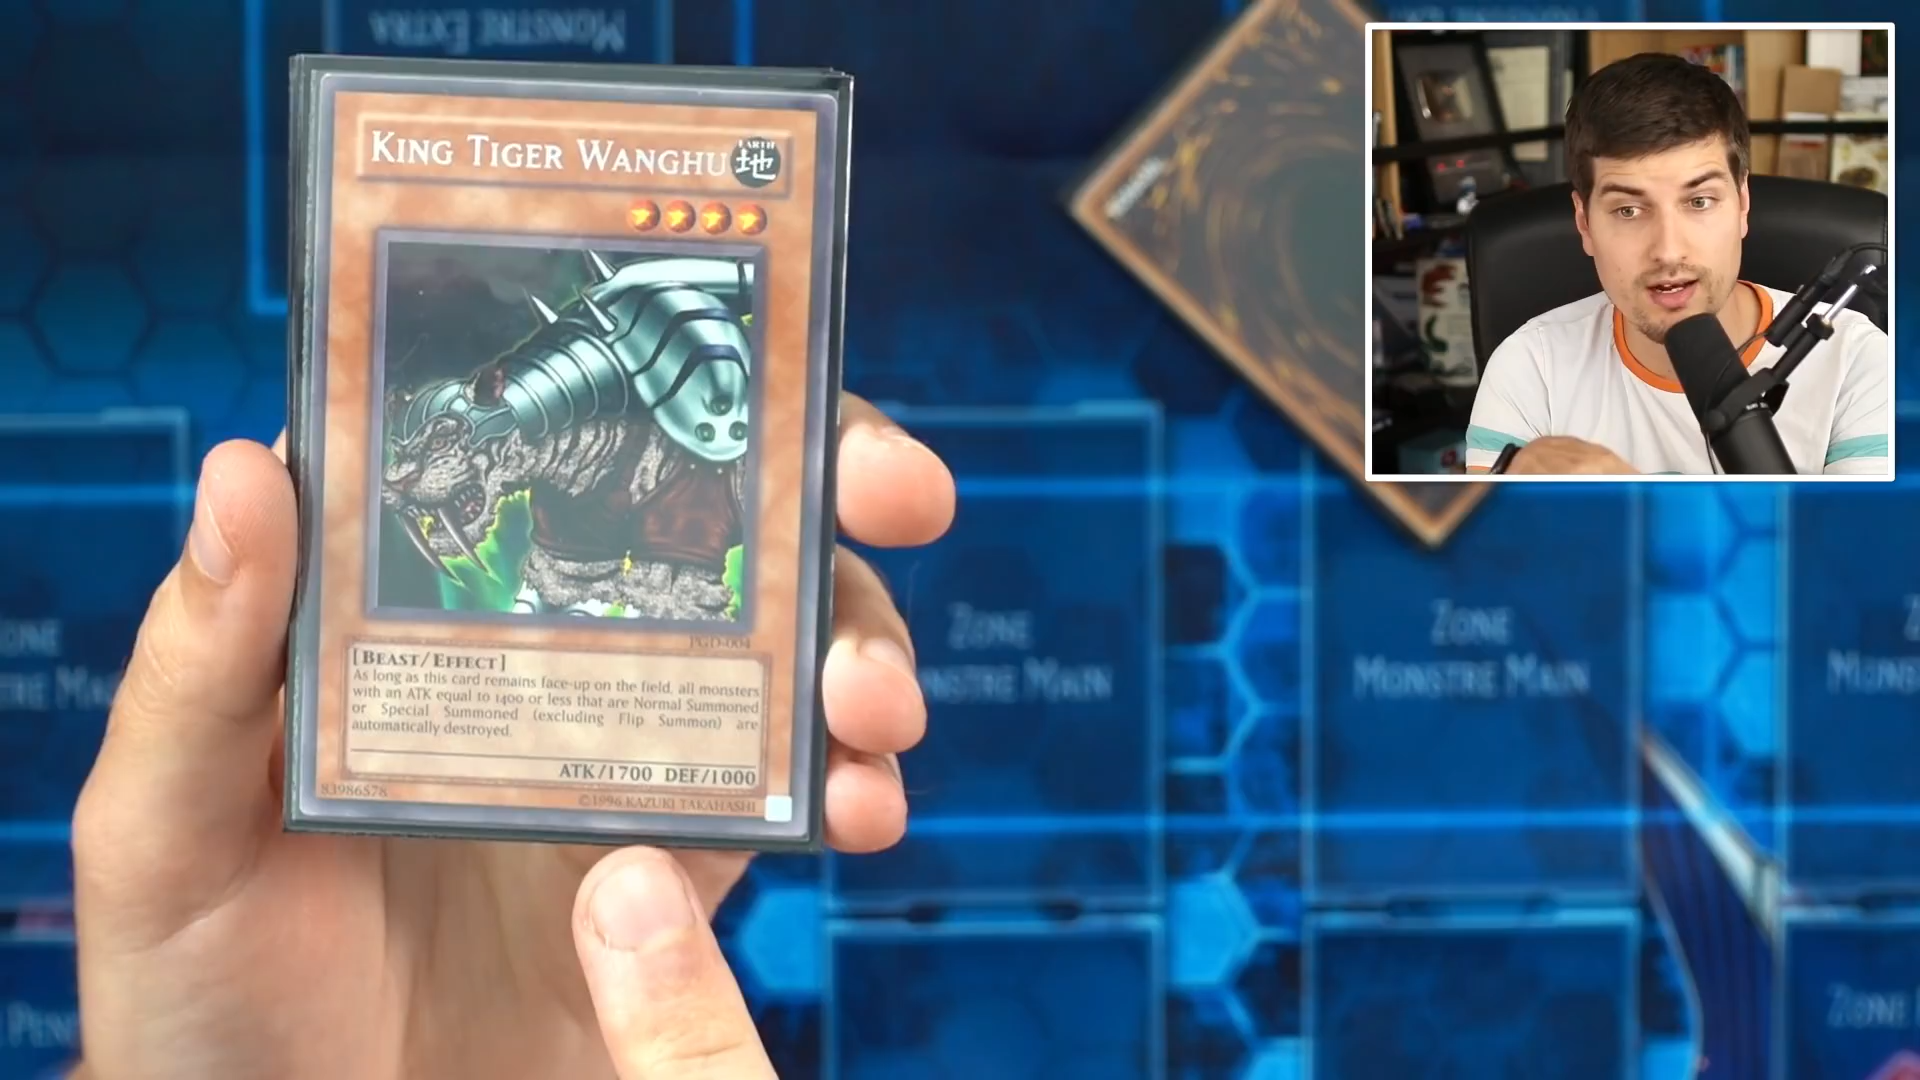 MONSTRE EXTRA
KING TIGER WANGHU
EARTH
地
PGD-004
[BEAST/EFFECT]
As long as this card remains face-up on the field, all monsters
with an ATK equal to 1400 or less that are Normal Summoned
or Special Summoned (excluding Flip Summon) are
automatically destroyed.
ATK/1700 DEF/1000
83986578
©1996 KAZUKI TAKAHASHI
ZONE
MONSTRE MAIN
ZONE
MONSTRE MAIN
ZONE